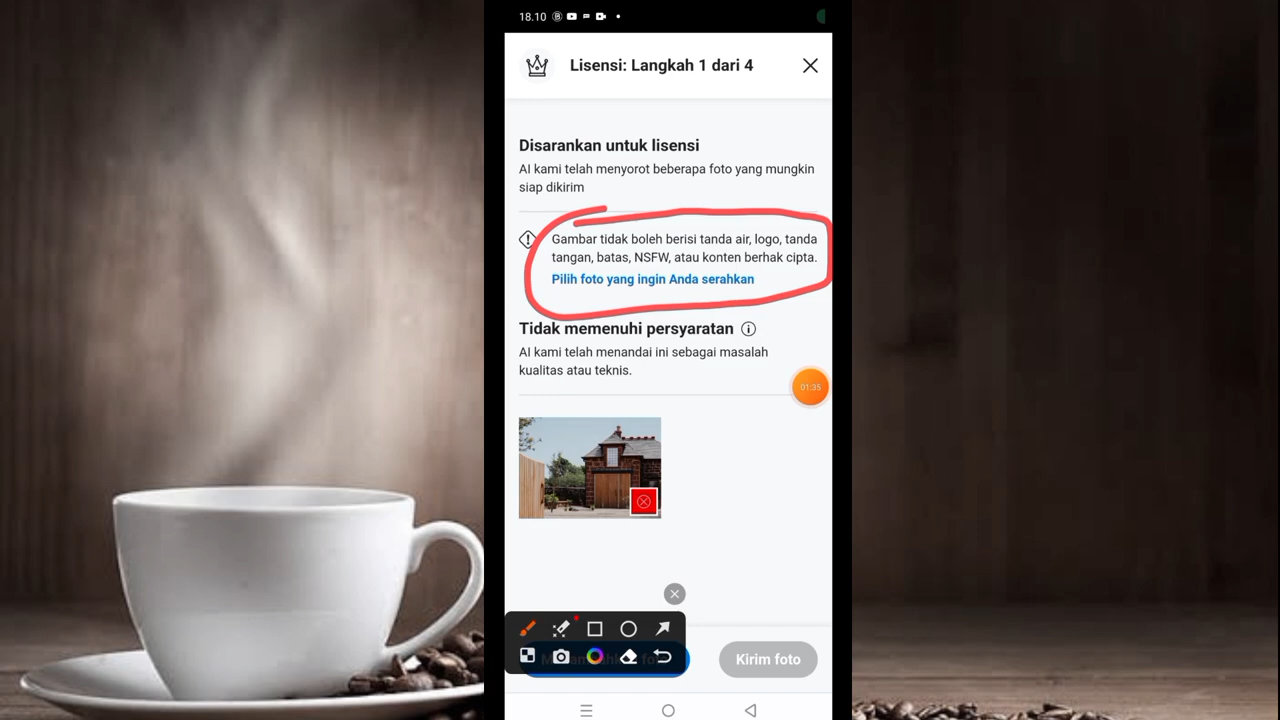 18.10
Lisensi: Langkah 1 dari 4
Disarankan untuk lisensi
AI kami telah menyorot beberapa foto yang mungkin
siap dikirim
Gambar tidak boleh berisi tanda air, logo, tanda
tangan, batas, NSFW, atau konten berhak cipta.
Pilih foto yang ingin Anda serahkan
Tidak memenuhi persyaratan
AI kami telah menandai ini sebagai masalah
kualitas atau teknis.
01:35
Kirim foto